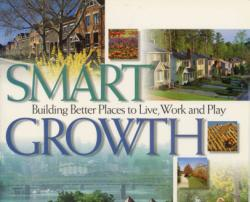 SMART
Building Better Places to Live, Work and Play
GROWTH